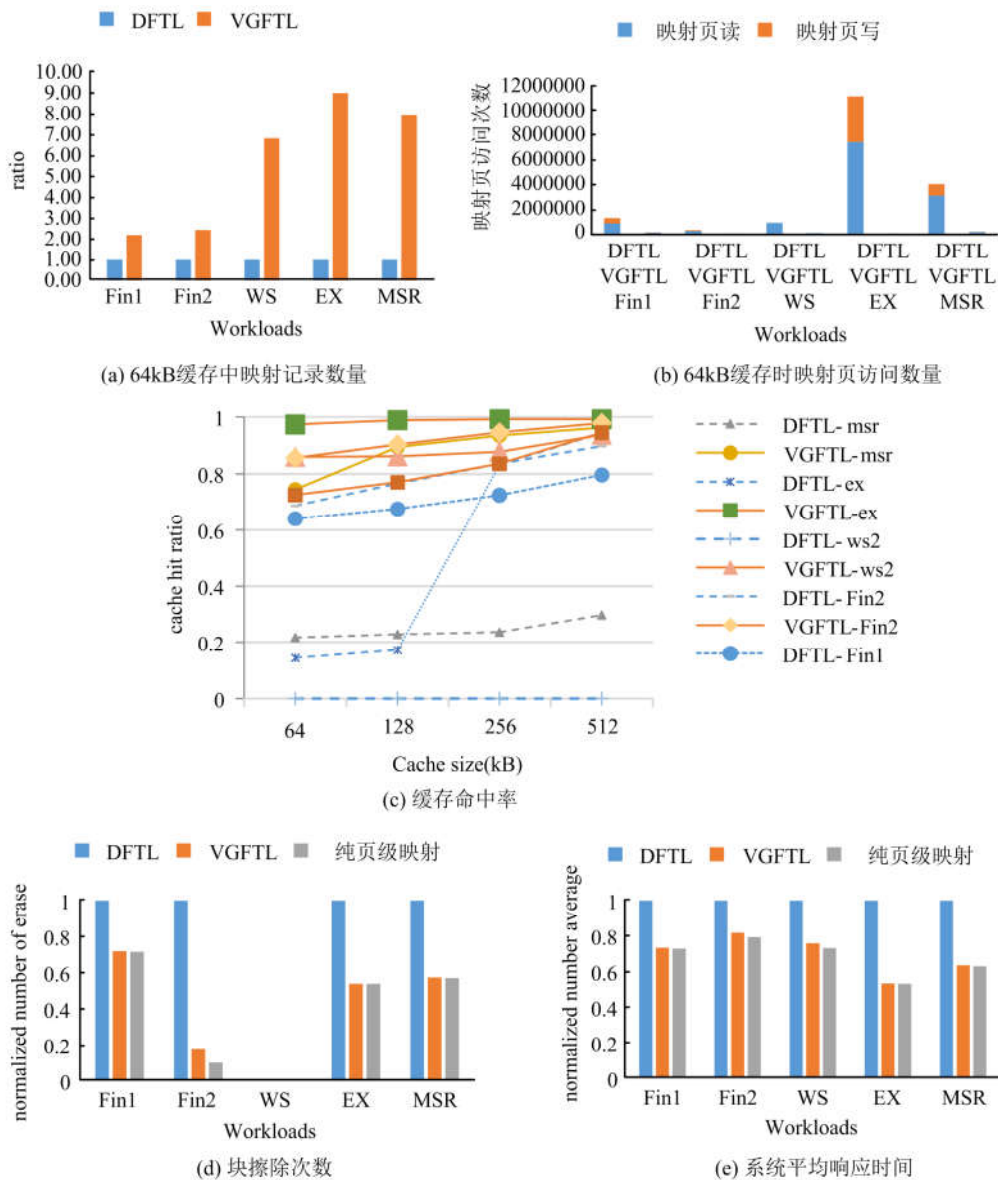 DFTL VGFTL
10.00
9.00
8.00
7.00
6.00
5.00
4.00
3.00
2.00
1.00
0.00
ratio
Fin1 Fin2 WS EX MSR
Workloads
(a) 64kB缓存中映射记录数量
映射页读 映射页写
12000000
10000000
8000000
6000000
4000000
2000000
0
映射页访问次数
DFTL DFTL DFTL DFTL DFTL
VGFTL VGFTL VGFTL VGFTL VGFTL
Fin1 Fin2 WS EX MSR
Workloads
(b) 64kB缓存时映射页访问数量
1
0.8
0.6
0.4
0.2
0
cache hit ratio
64 128 256 512
Cache size(kB)
DFTL-msr
VGFTL-msr
DFTL-ex
VGFTL-ex
DFTL-ws2
VGFTL-ws2
DFTL-Fin2
VGFTL-Fin2
DFTL-Fin1
(c) 缓存命中率
DFTL VGFTL 纯页级映射
1
0.8
0.6
0.4
0.2
0
normalized number of erase
Fin1 Fin2 WS EX MSR
Workloads
(d) 块擦除次数
DFTL VGFTL 纯页级映射
1
0.8
0.6
0.4
0.2
0
normalized number average
Fin1 Fin2 WS EX MSR
Workloads
(e) 系统平均响应时间